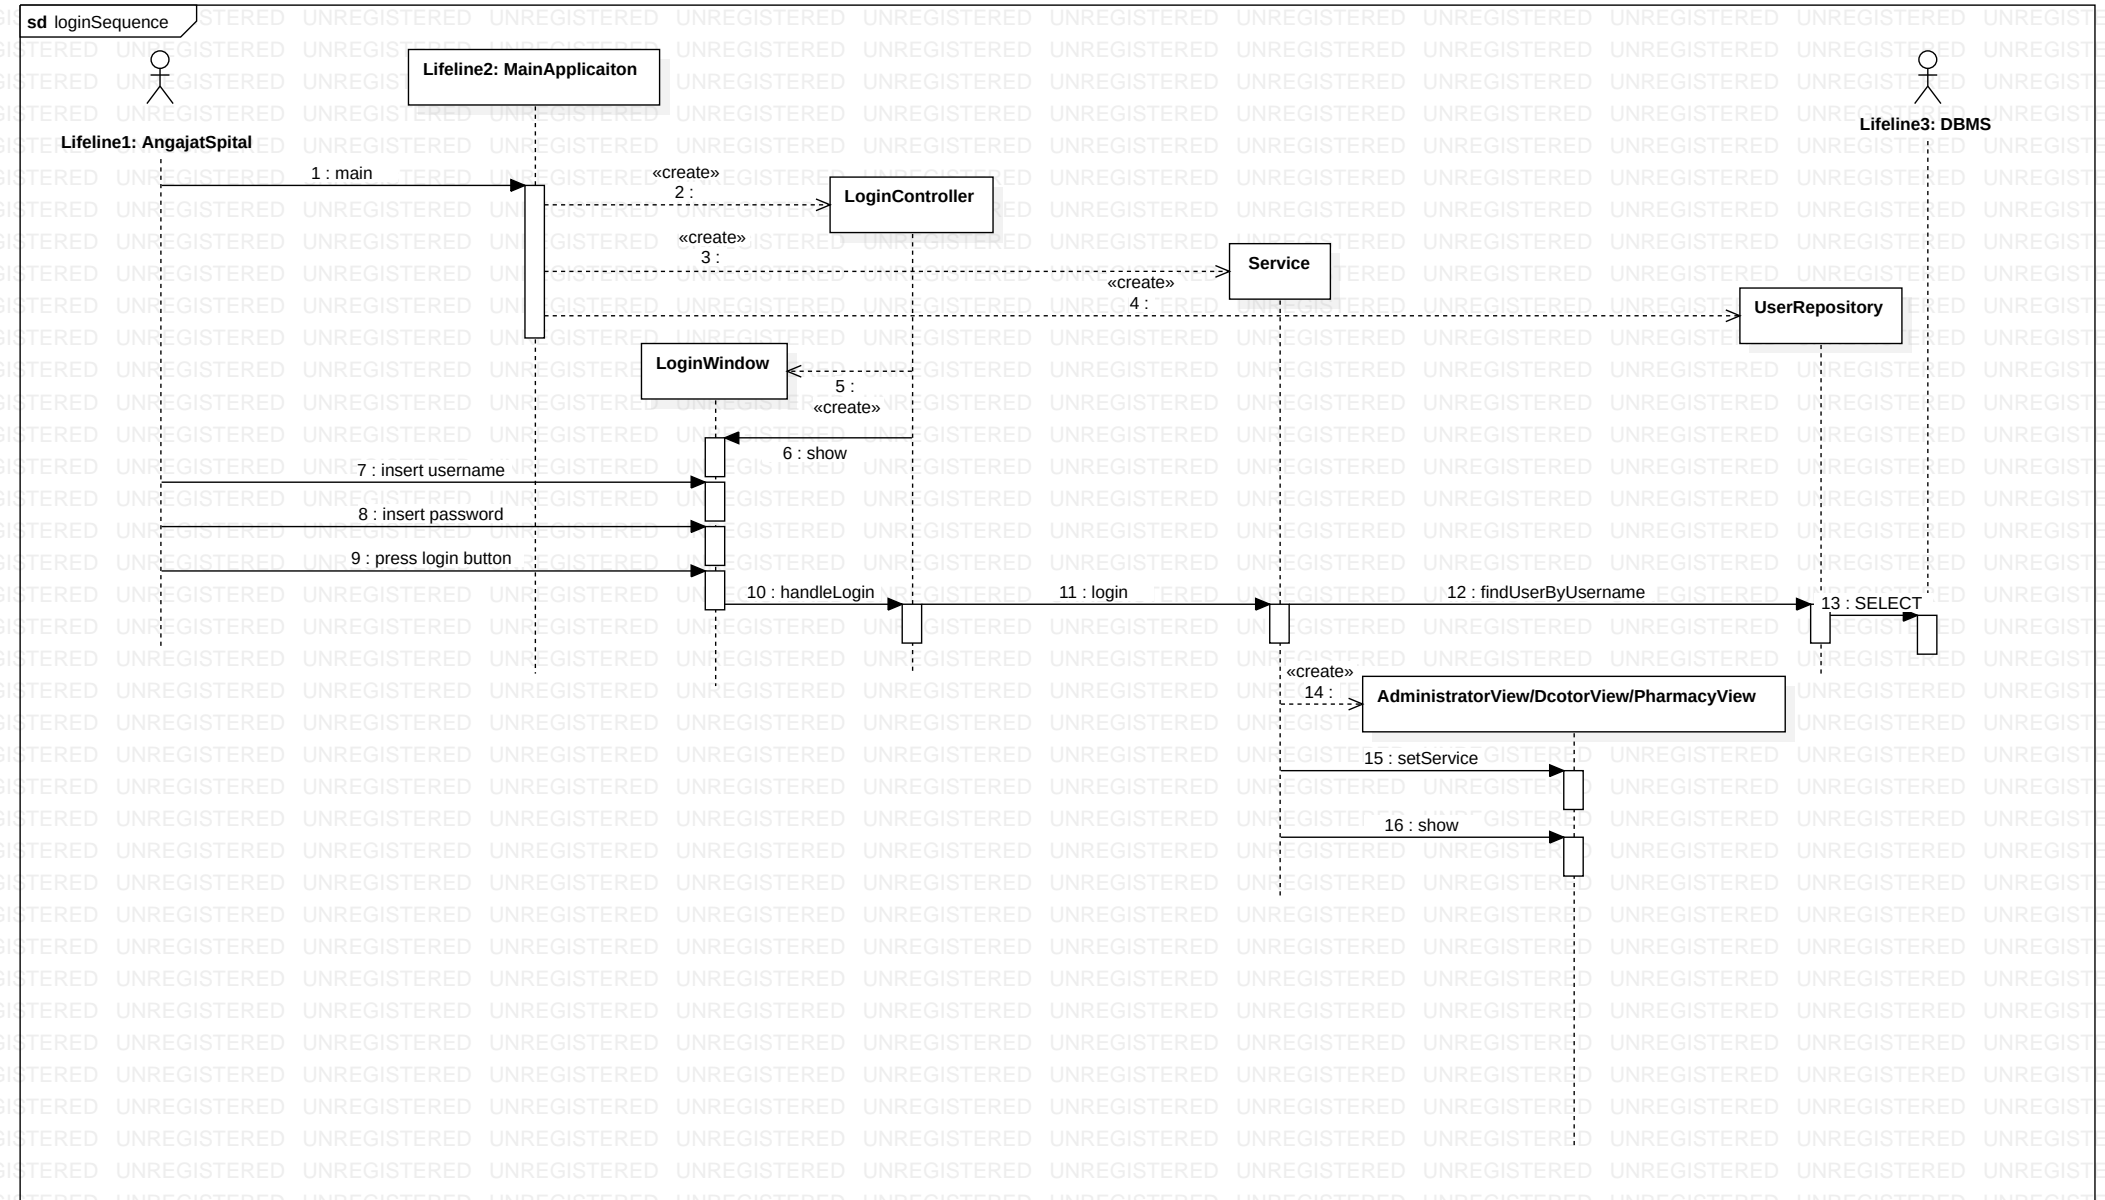 sd loginSequence
Lifeline2: MainApplicaiton
Lifeline3: DBMS
Lifeline1: AngajatSpital
1 : main
«create»
2 :
LoginController
«create»
3 :
Service
«create»
4 :
UserRepository
LoginWindow
5 :
«create»
6 : show
7 : insert username
8 : insert password
9 : press login button
10 : handleLogin
11 : login
12 : findUserByUsername
13 : SELECT
«create»
14 :
AdministratorView/DcotorView/PharmacyView
15 : setService
16 : show
UNREGISTERED